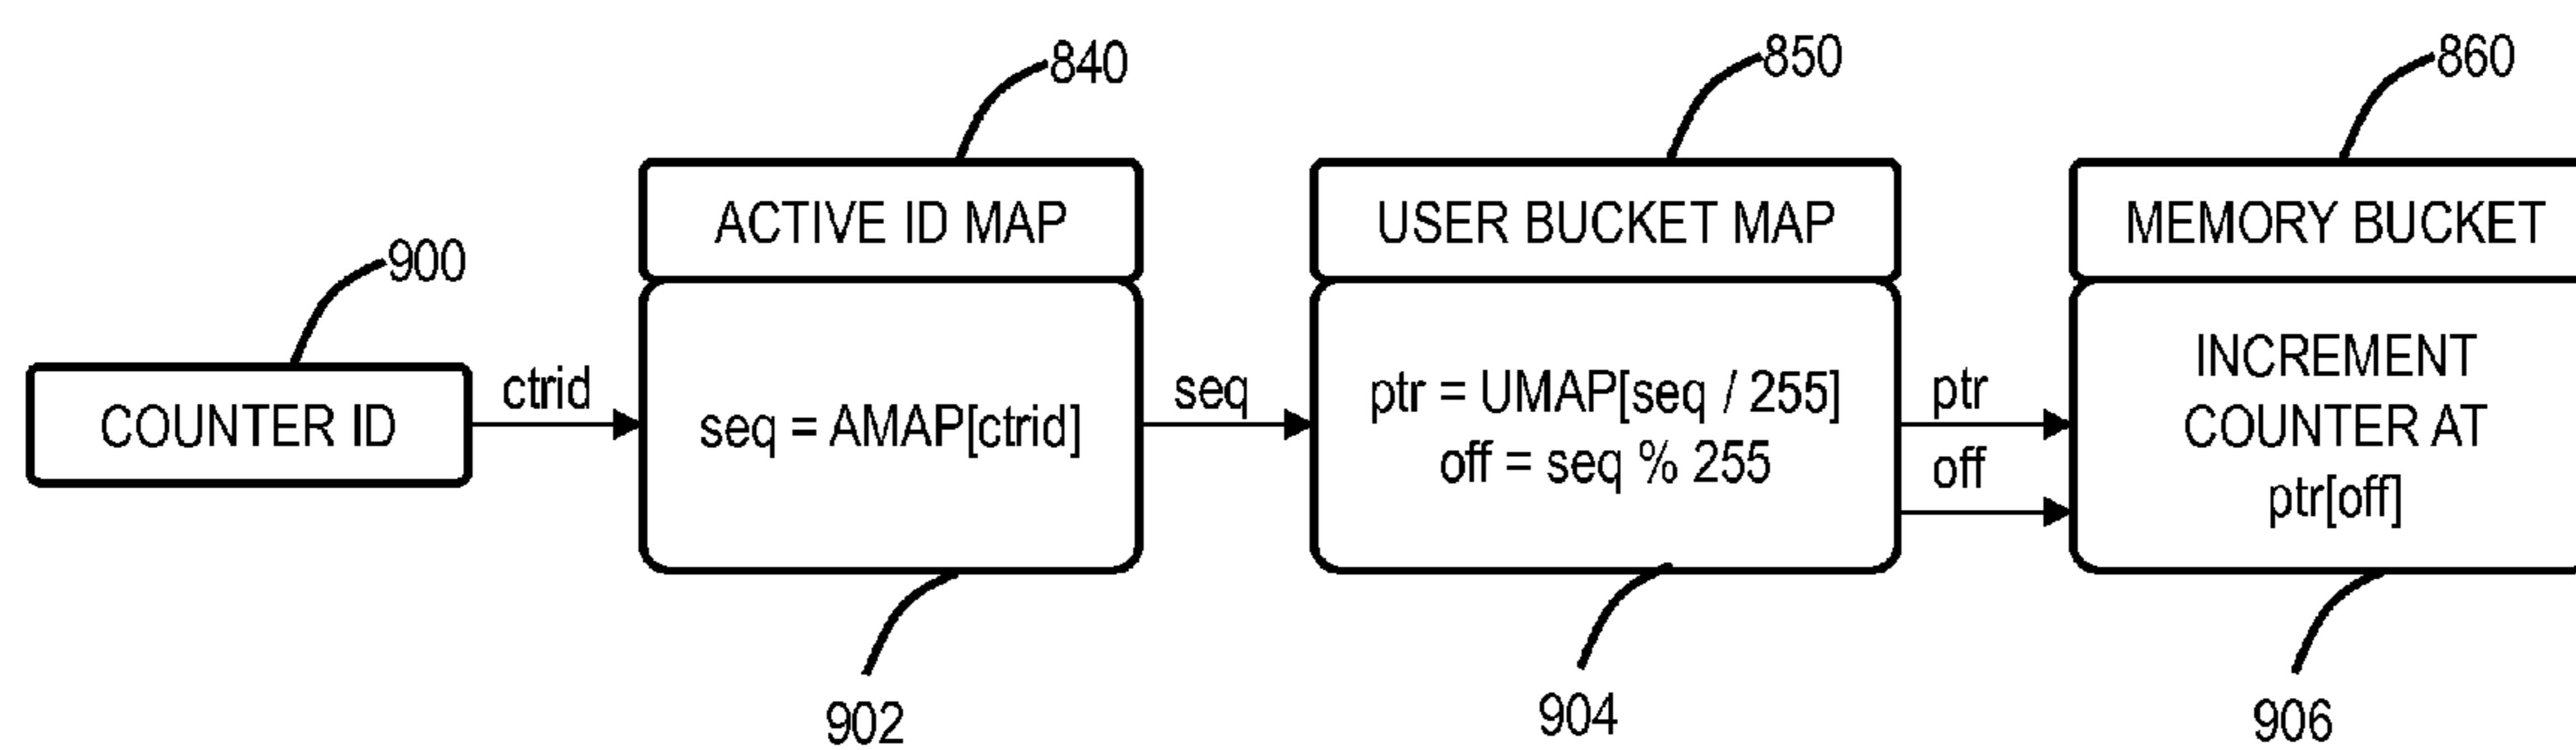 840
850
860
ACTIVE ID MAP
USER BUCKET MAP
MEMORY BUCKET
900
COUNTER ID
ctrid
seq = AMAP[ctrid]
seq
ptr = UMAP[seq / 255]
off = seq % 255
ptr
off
INCREMENT
COUNTER AT
ptr[off]
902
904
906